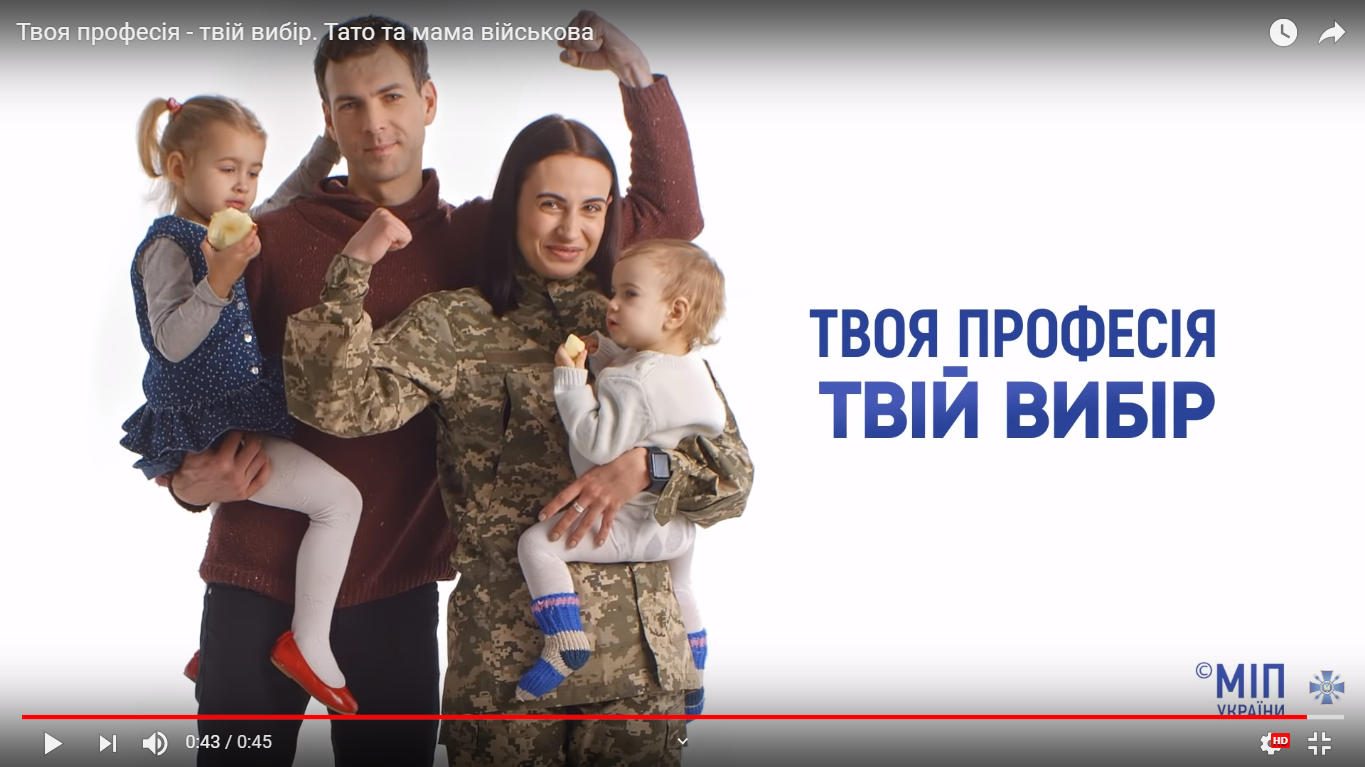 Твоя професія - твій вибір. Тато та мама військова
ТВОЯ ПРОФЕСІЯ
ТВІЙ ВИБІР
©МІП
УКРАЇНИ
0:43 / 0:45
HD